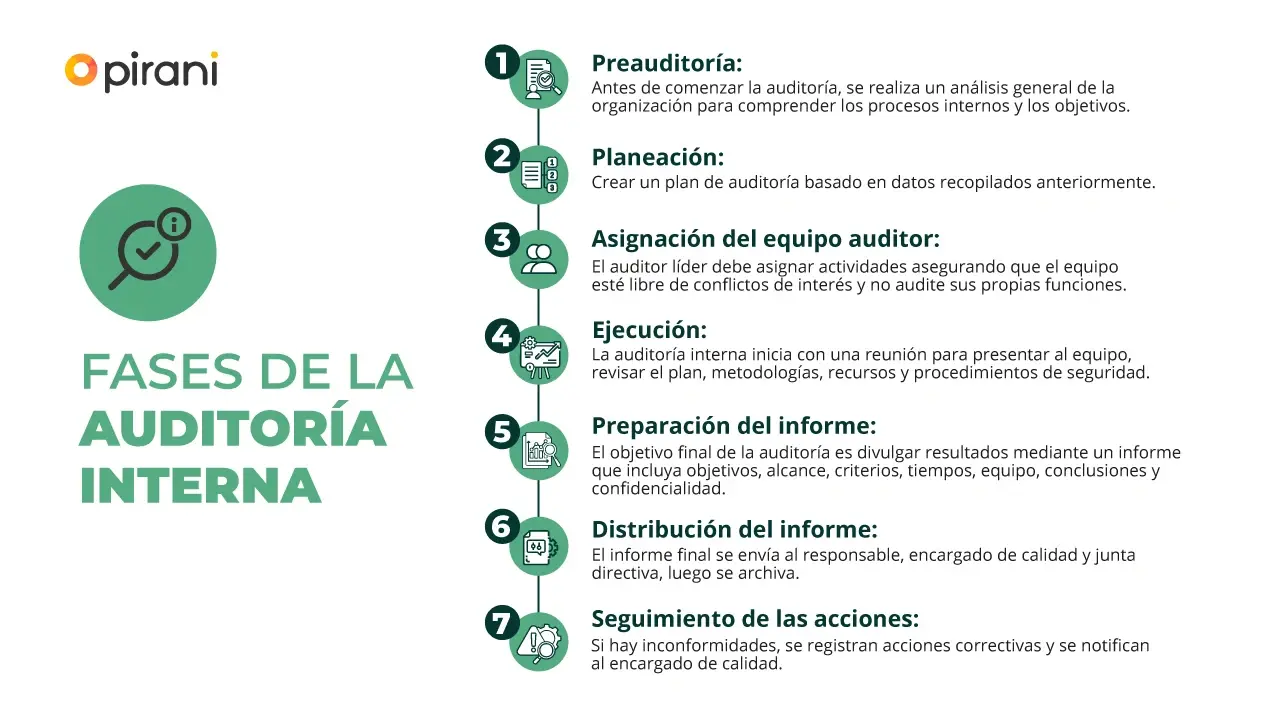 pirani
FASES DE LA
AUDITORÍA
INTERNA
1
Preauditoría:
Antes de comenzar la auditoría, se realiza un análisis general de la
organización para comprender los procesos internos y los objetivos.
2
1
2
3
Planeación:
Crear un plan de auditoría basado en datos recopilados anteriormente.
3
Asignación del equipo auditor:
El auditor líder debe asignar actividades asegurando que el equipo
esté libre de conflictos de interés y no audite sus propias funciones.
4
Ejecución:
La auditoría interna inicia con una reunión para presentar al equipo,
revisar el plan, metodologías, recursos y procedimientos de seguridad.
5
Preparación del informe:
El objetivo final de la auditoría es divulgar resultados mediante un informe
que incluya objetivos, alcance, criterios, tiempos, equipo, conclusiones y
confidencialidad.
6
Distribución del informe:
El informe final se envía al responsable, encargado de calidad y junta
directiva, luego se archiva.
7
Seguimiento de las acciones:
Si hay inconformidades, se registran acciones correctivas y se notifican
al encargado de calidad.